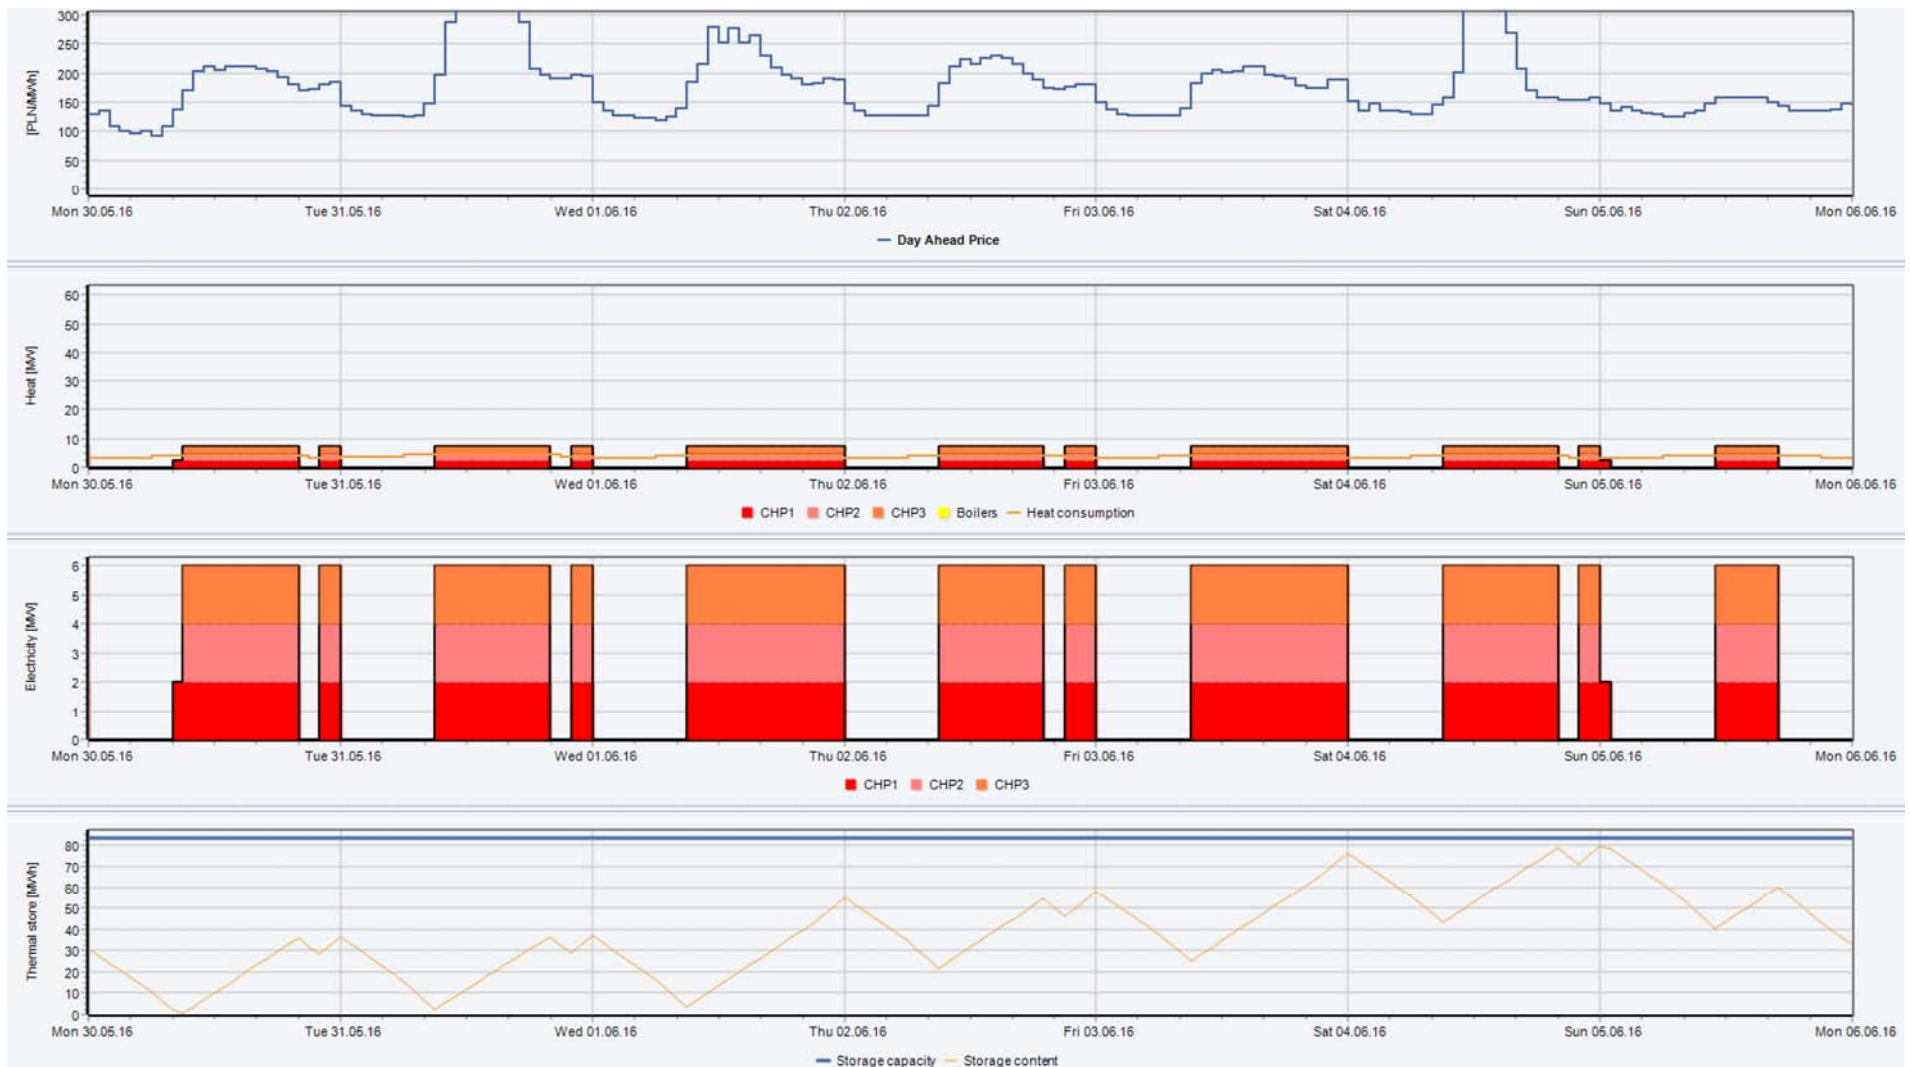 300
250
200
150
100
50
0
[PLN/MWh]
Mon 30.05.16 Tue 31.05.16 Wed 01.06.16 Thu 02.06.16 Fri 03.06.16 Sat 04.06.16 Sun 05.06.16 Mon 06.06.16
Day Ahead Price
60
50
40
30
20
10
0
Heat [MW]
Mon 30.05.16 Tue 31.05.16 Wed 01.06.16 Thu 02.06.16 Fri 03.06.16 Sat 04.06.16 Sun 05.06.16 Mon 06.06.16
CHP1 CHP2 CHP3 Boilers Heat consumption
6
5
4
3
2
1
0
Electricity [MW]
Mon 30.05.16 Tue 31.05.16 Wed 01.06.16 Thu 02.06.16 Fri 03.06.16 Sat 04.06.16 Sun 05.06.16 Mon 06.06.16
CHP1 CHP2 CHP3
80
70
60
50
40
30
20
10
0
Thermal store [MWh]
Mon 30.05.16 Tue 31.05.16 Wed 01.06.16 Thu 02.06.16 Fri 03.06.16 Sat 04.06.16 Sun 05.06.16 Mon 06.06.16
Storage capacity Storage content